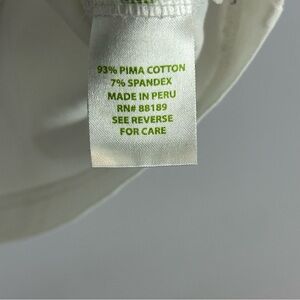 93% PIMA COTTON
7% SPANDEX
MADE IN PERU
RN# 88189
SEE REVERSE
FOR CARE